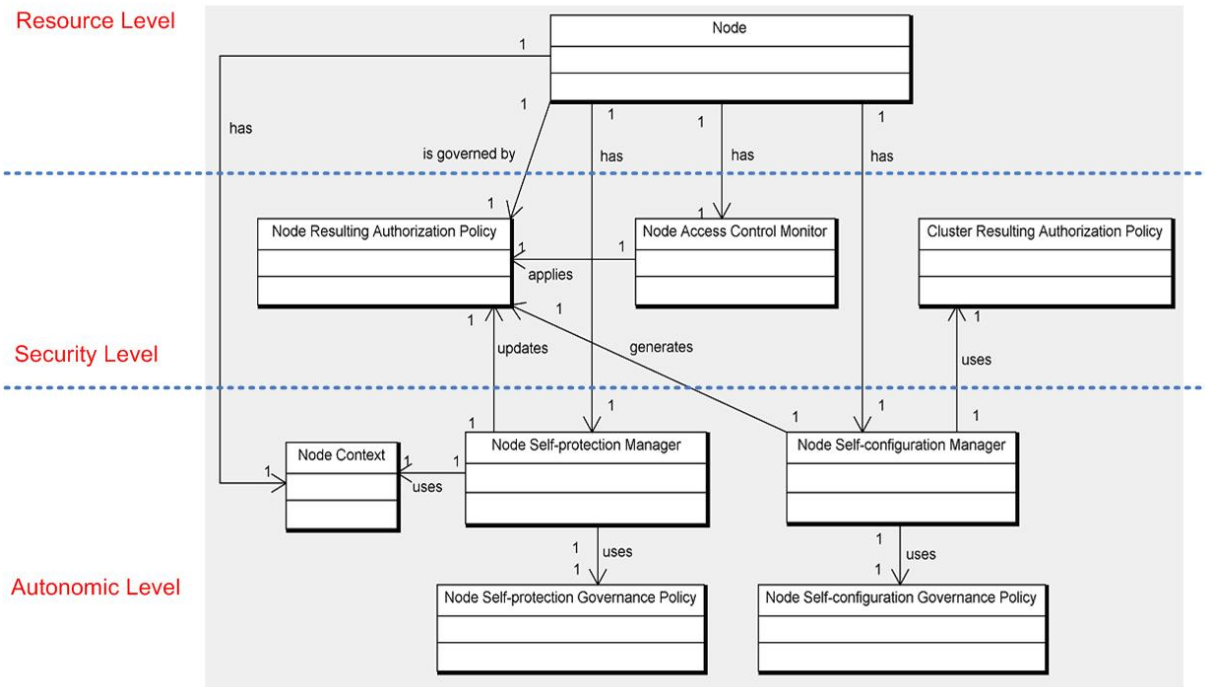 Resource Level
Node
1
1
1
1
1
1
has
is governed by
has
has
has
1
1
1
Node Resulting Authorization Policy
Node Access Control Monitor
Cluster Resulting Authorization Policy
1
1
applies
1
1
1
Security Level
updates
generates
uses
1
1
1
1
1
Node Context
Node Self-protection Manager
Node Self-configuration Manager
1
1
1
uses
1
uses
1
uses
Autonomic Level
1
1
Node Self-protection Governance Policy
Node Self-configuration Governance Policy